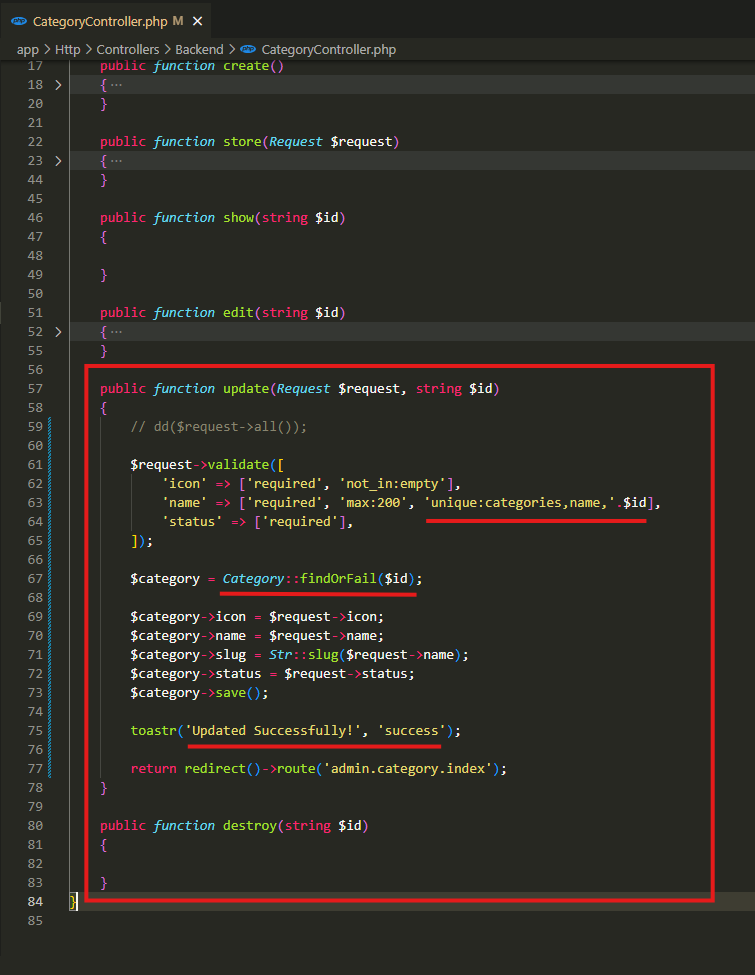 CategoryController.php M ×
app > Http > Controllers > Backend > CategoryController.php
17 public function create()
18 > { ...
20 }
21
22 public function store(Request $request)
23 > { ...
44 }
45
46 public function show(string $id)
47 {
48
49 }
50
51 public function edit(string $id)
52 > { ...
55 }
56
57 public function update(Request $request, string $id)
58 {
59 // dd($request->all());
60
61 $request->validate([
62 'icon' => ['required', 'not_in:empty'],
63 'name' => ['required', 'max:200', 'unique:categories,name,'.$id],
64 'status' => ['required'],
65 ]);
66
67 $category = Category::findOrFail($id);
68
69 $category->icon = $request->icon;
70 $category->name = $request->name;
71 $category->slug = Str::slug($request->name);
72 $category->status = $request->status;
73 $category->save();
74
75 toastr('Updated Successfully!', 'success');
76
77 return redirect()->route('admin.category.index');
78 }
79
80 public function destroy(string $id)
81 {
82
83 }
84 }
85